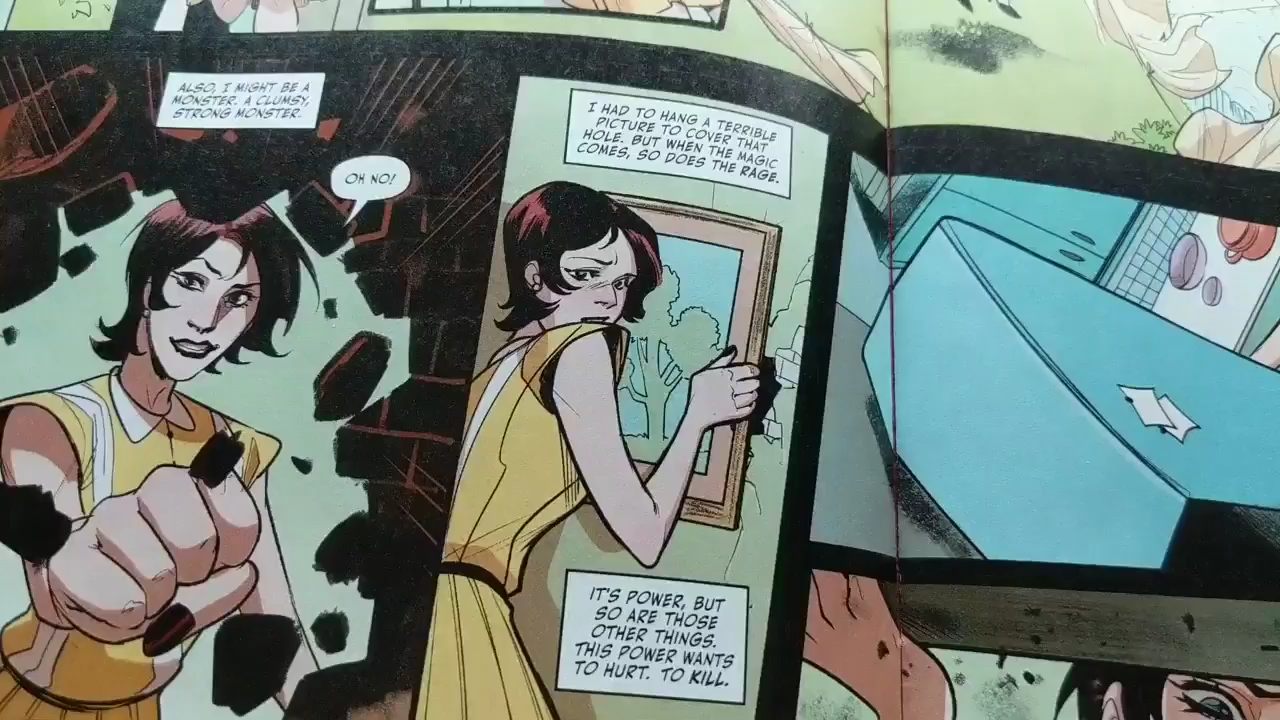 ALSO, I MIGHT BE A
MONSTER. A CLUMSY,
STRONG MONSTER.
OH NO!
I HAD TO HANG A TERRIBLE
PICTURE TO COVER THAT
HOLE. BUT WHEN THE MAGIC
COMES, SO DOES THE RAGE.
IT'S POWER, BUT
SO ARE THOSE
OTHER THINGS.
THIS POWER WANTS
TO HURT. TO KILL.